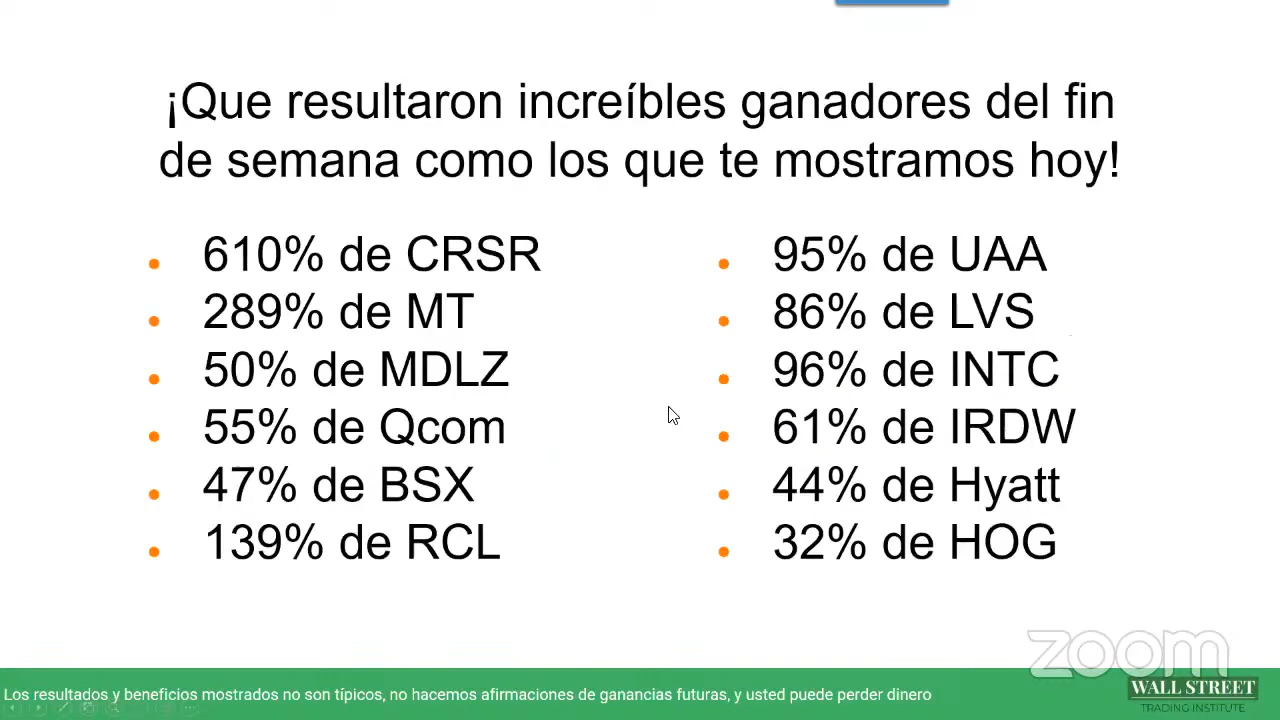 ¡Que resultaron increíbles ganadores del fin
de semana como los que te mostramos hoy!
610% de CRSR
289% de MT
50% de MDLZ
55% de Qcom
47% de BSX
139% de RCL
95% de UAA
86% de LVS
96% de INTC
61% de IRDW
44% de Hyatt
32% de HOG
zoom
Los resultados y beneficios mostrados no son típicos, no hacemos afirmaciones de ganancias futuras, y usted puede perder dinero
WALL STREET
TRADING INSTITUTE